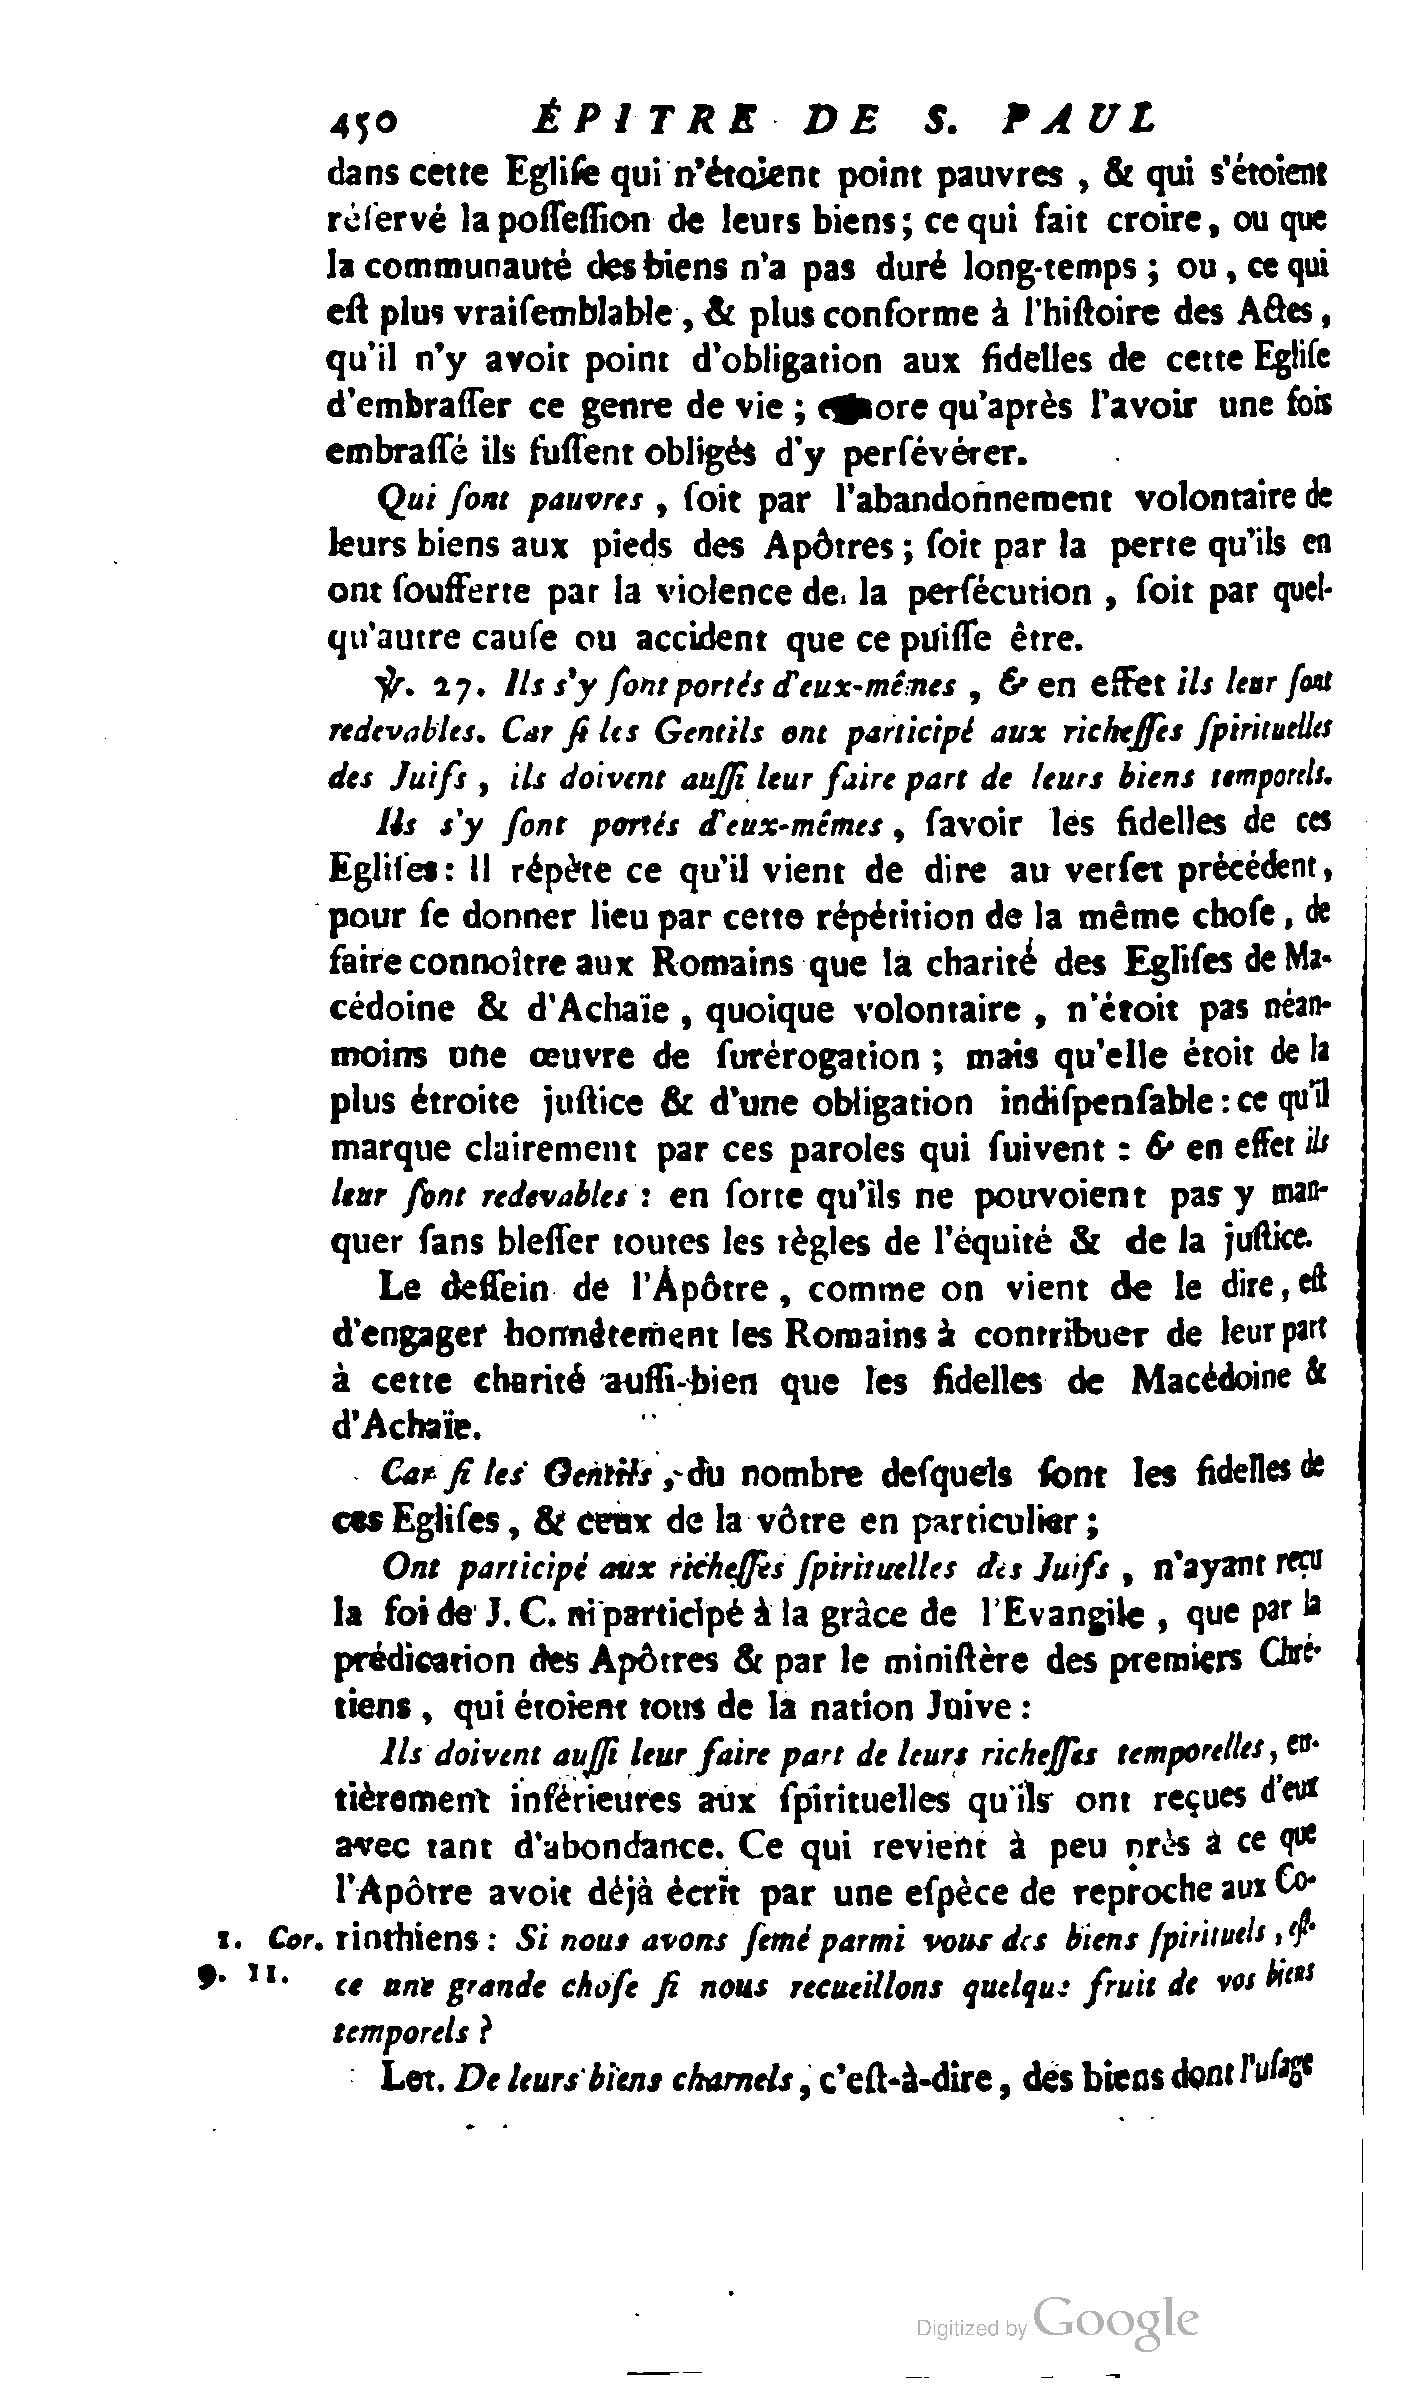 450 ÉPITRE DE S. PAUL
dans cette Egliſe qui n'étoient point pauvres , & qui s'étoient
réſervé la poſſeſſion de leurs biens; ce qui fait croire, ou que
la communauté des biens n'a pas duré long-temps ; ou , ce qui
eſt plus vraiſemblable , & plus conforme à l'hiſtoire des Actes,
qu'il n'y avoit point d'obligation aux fidelles de cette Egliſe
d'embraſſer ce genre de vie ; qu'après l'avoir une fois
embraſſé ils fuſſent obligés d'y perſévérer.
Qui ſont pauvres , ſoit par l'abandonnement volontaire de
leurs biens aux pieds des Apôtres ; ſoit par la perte qu'ils en
ont ſoufferte par la violence de la perſécution , ſoit par quel-
qu'autre cauſe ou accident que ce puiſſe être.
℣. 27. Ils s'y ſont portés d'eux-mêmes , & en effet ils leur ſont
redevables. Car ſi les Gentils ont participé aux richeſſes ſpirituelles
des Juifs , ils doivent auſſi leur faire part de leurs biens temporels.
Ils s'y ſont portés d'eux-mêmes , ſavoir les fidelles de ces
Egliſes : Il répète ce qu'il vient de dire au verſet précédent,
pour ſe donner lieu par cette répétition de la même choſe, de
faire connoître aux Romains que la charité des Egliſes de Ma-
cédoine & d'Achaïe , quoique volontaire , n'étoit pas néan-
moins une œuvre de ſurérogation ; mais qu'elle étoit de la
plus étroite juſtice & d'une obligation indiſpenſable : ce qu'il
marque clairement par ces paroles qui ſuivent : & en effet ils
leur ſont redevables : en ſorte qu'ils ne pouvoient pas y man-
quer ſans bleſſer toutes les règles de l'équité & de la juſtice.
Le deſſein de l'Apôtre , comme on vient de le dire, eſt
d'engager honnêtement les Romains à contribuer de leur part
à cette charité auſſi-bien que les fidelles de Macédoine &
d'Achaïe.
Car ſi les Gentils , du nombre deſquels ſont les fidelles de
ces Egliſes , & ceux de la vôtre en particulier ;
Ont participé aux richeſſes ſpirituelles des Juifs , n'ayant reçu
la foi de J. C. ni participé à la grâce de l'Evangile , que par la
prédication des Apôtres & par le miniſtère des premiers Chré-
tiens , qui étoient tous de la nation Juive :
Ils doivent auſſi leur faire part de leurs richeſſes temporelles, en-
tièrement inférieures aux ſpirituelles qu'ils ont reçues d'eux
avec tant d'abondance. Ce qui revient à peu près à ce que
l'Apôtre avoit déjà écrit par une eſpèce de reproche aux Co-
1. Cor. rinthiens : Si nous avons ſemé parmi vous des biens ſpirituels , eſt-
9. 11. ce une grande choſe ſi nous recueillons quelque fruit de vos biens
temporels ?
Let. De leurs biens charnels, c'eſt-à-dire, des biens dont l'uſage
Digitized by Google